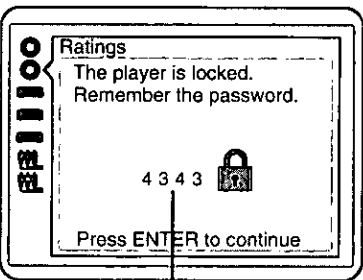 Ratings
The player is locked.
Remember the password.
4 3 4 3
Press ENTER to continue